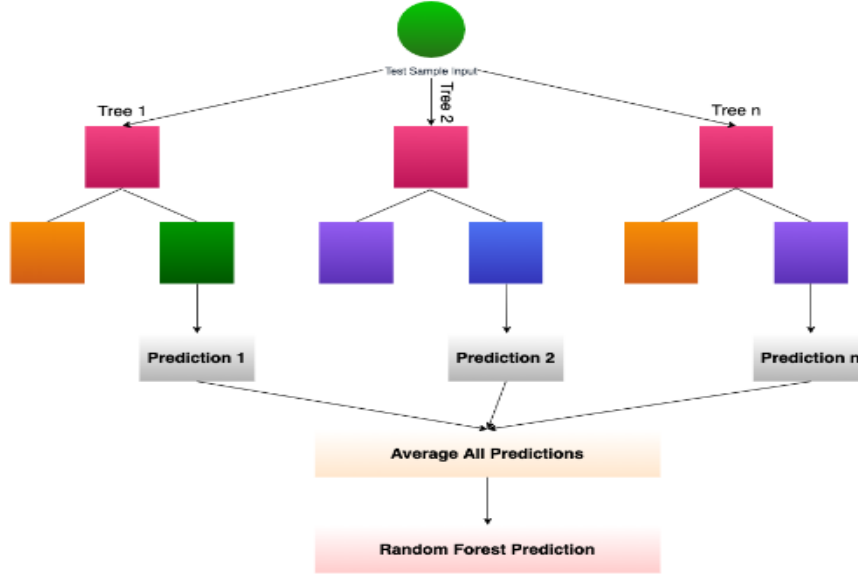 Test Sample Input
Tree 1
Tree 2
Tree n
Prediction 1
Prediction 2
Prediction n
Average All Predictions
Random Forest Prediction